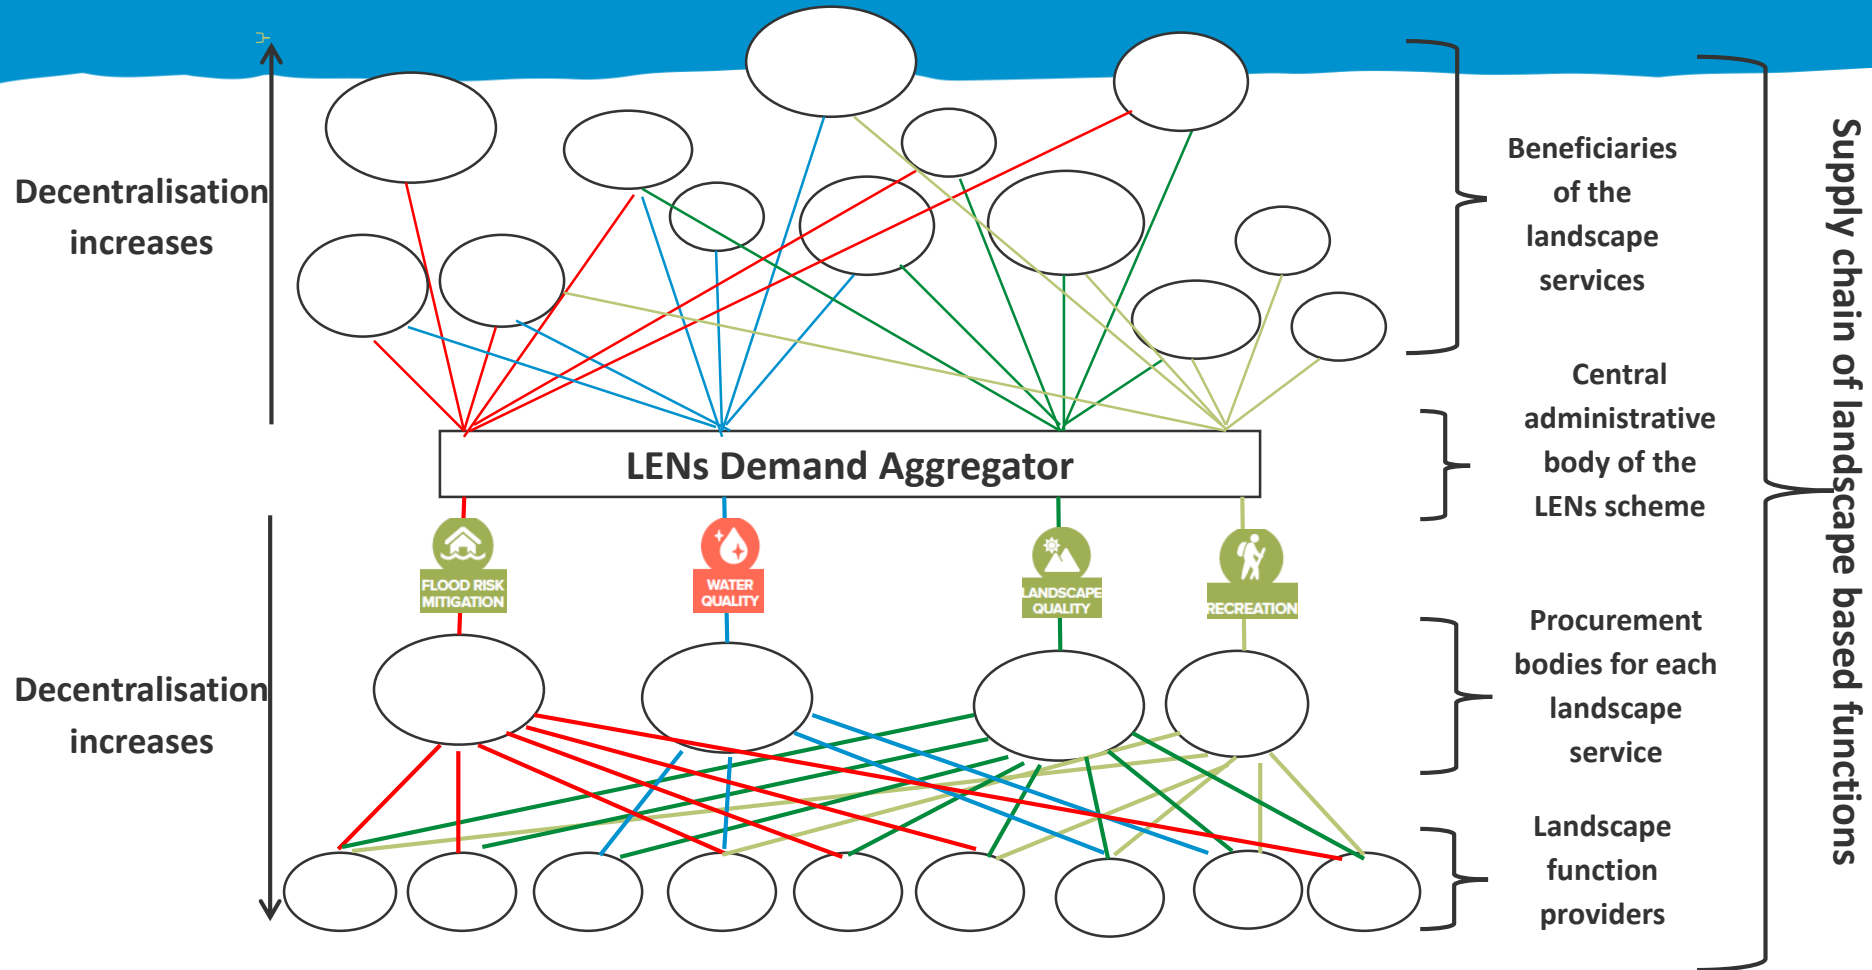 Decentralisation
increases
Beneficiaries
of the
landscape
services
Supply chain of landscape based functions
Central
administrative
body of the
LENs scheme
LENs Demand Aggregator
FLOOD RISK
MITIGATION
WATER
QUALITY
LANDSCAPE
QUALITY
RECREATION
Decentralisation
increases
Procurement
bodies for each
landscape
service
Landscape
function
providers